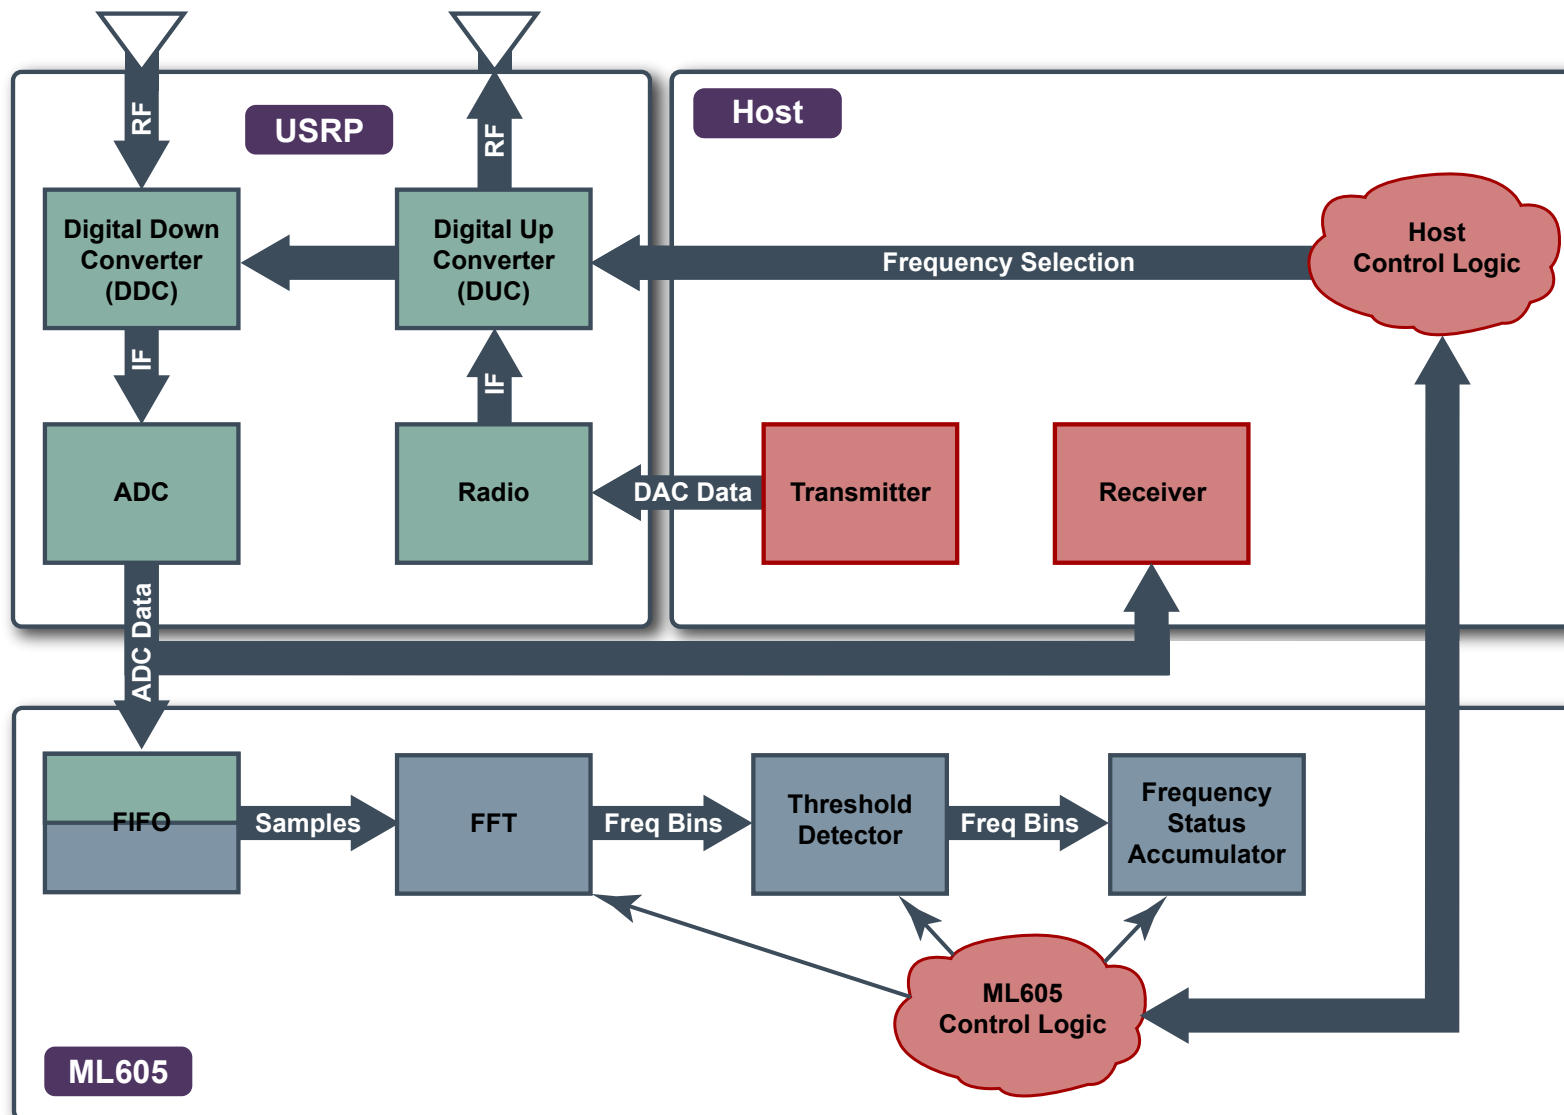 RF
USRP
RF
Host
Digital Down
Converter
(DDC)
Digital Up
Converter
(DUC)
Frequency Selection
Host
Control Logic
IF
IF
ADC
Radio
DAC Data
Transmitter
Receiver
ADC Data
FIFO
Samples
FFT
Freq Bins
Threshold
Detector
Freq Bins
Frequency
Status
Accumulator
ML605
Control Logic
ML605